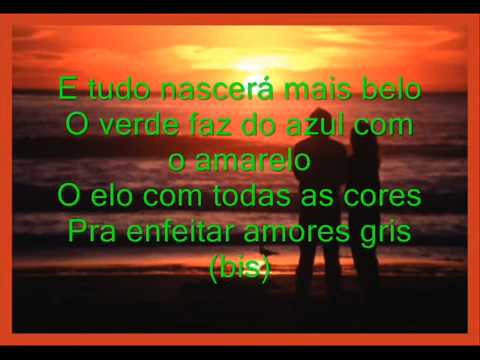 E tudo nascerá mais belo
O verde faz do azul com
o amarelo
O elo com todas as cores
Pra enfeitar amores gris
(bis)